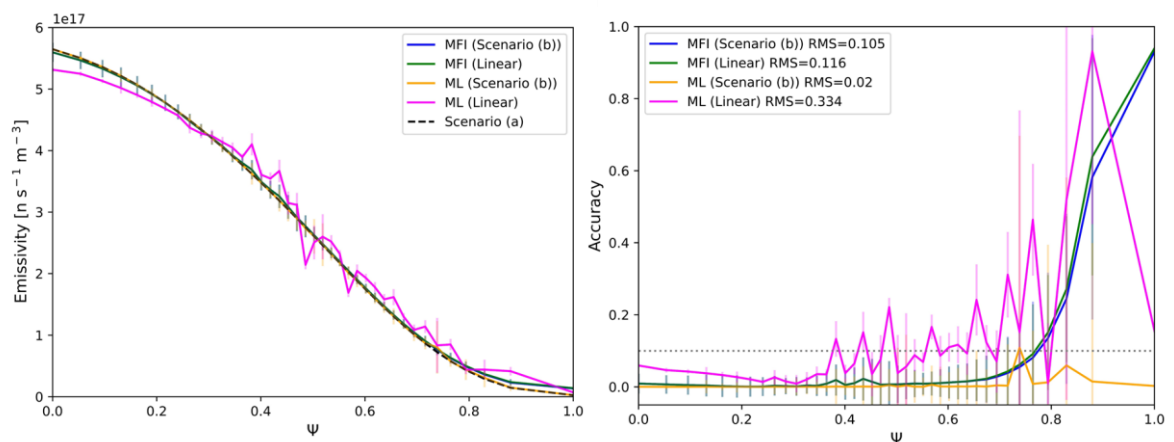 1e17
6
5
4
3
2
1
0
Emissivity [n s⁻¹ m⁻³]
MFI (Scenario (b))
MFI (Linear)
ML (Scenario (b))
ML (Linear)
Scenario (a)
0.0 0.2 0.4 0.6 0.8 1.0
Ψ
1.0
0.8
0.6
0.4
0.2
0.0
Accuracy
MFI (Scenario (b)) RMS=0.105
MFI (Linear) RMS=0.116
ML (Scenario (b)) RMS=0.02
ML (Linear) RMS=0.334
0.0 0.2 0.4 0.6 0.8 1.0
Ψ